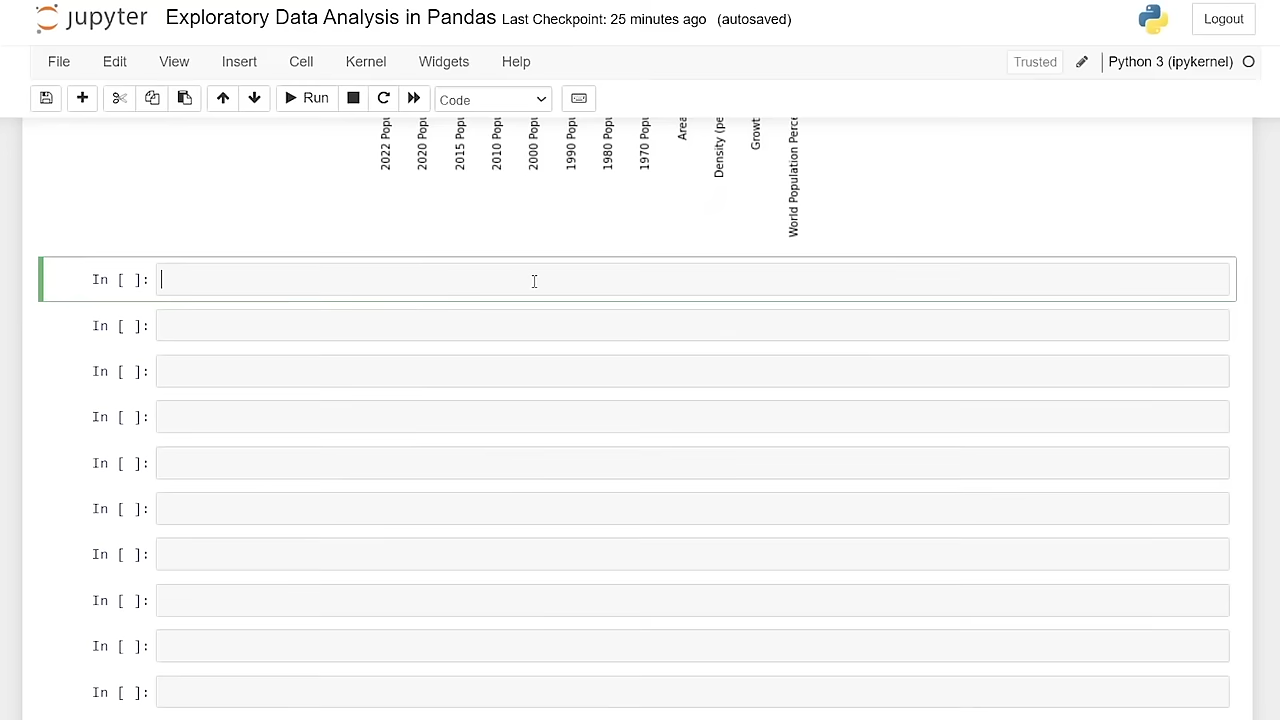 jupyter Exploratory Data Analysis in Pandas Last Checkpoint: 25 minutes ago (autosaved) Logout
File Edit View Insert Cell Kernel Widgets Help Trusted Python 3 (ipykernel)
Run Code
2022 Popu
2020 Popu
2015 Popu
2010 Popu
2000 Popu
1990 Popu
1980 Popu
1970 Popu
Area
Density (pe
Growt
World Population Perce
In [ ]:
In [ ]:
In [ ]:
In [ ]:
In [ ]:
In [ ]:
In [ ]:
In [ ]:
In [ ]:
In [ ]: